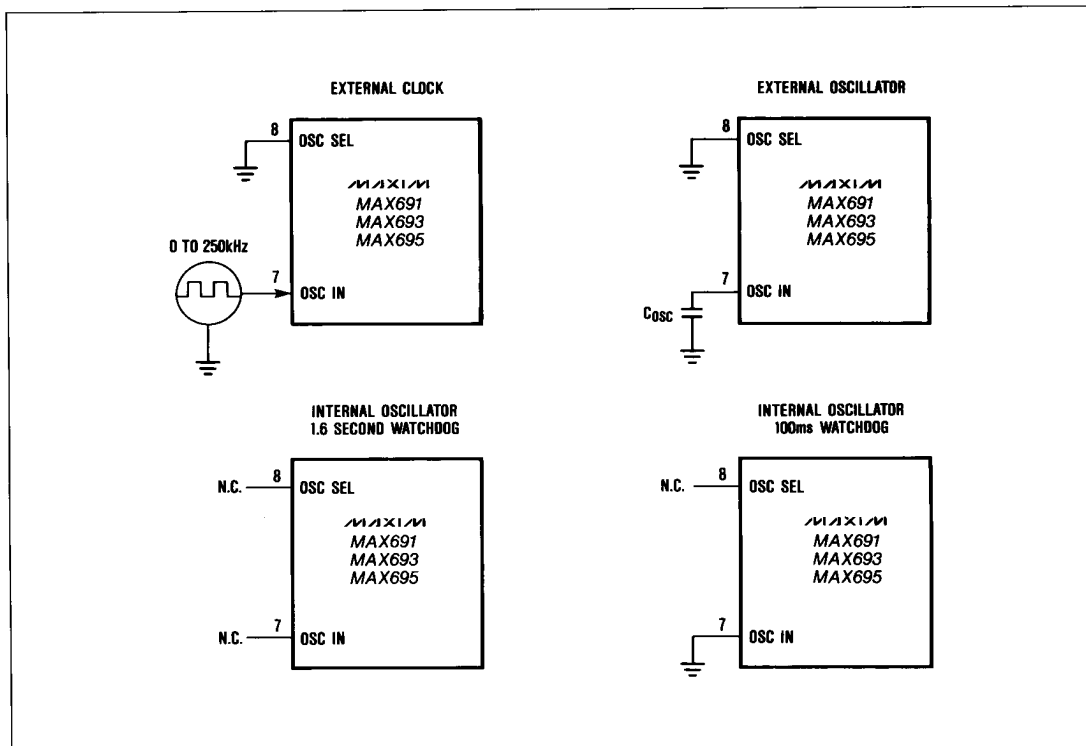 EXTERNAL CLOCK
8
OSC SEL
MAXIM
MAX691
MAX693
MAX695
0 TO 250kHz
7
OSC IN
EXTERNAL OSCILLATOR
8
OSC SEL
MAXIM
MAX691
MAX693
MAX695
7
OSC IN
COSC
INTERNAL OSCILLATOR
1.6 SECOND WATCHDOG
N.C.
8
OSC SEL
MAXIM
MAX691
MAX693
MAX695
N.C.
7
OSC IN
INTERNAL OSCILLATOR
100ms WATCHDOG
N.C.
8
OSC SEL
MAXIM
MAX691
MAX693
MAX695
7
OSC IN